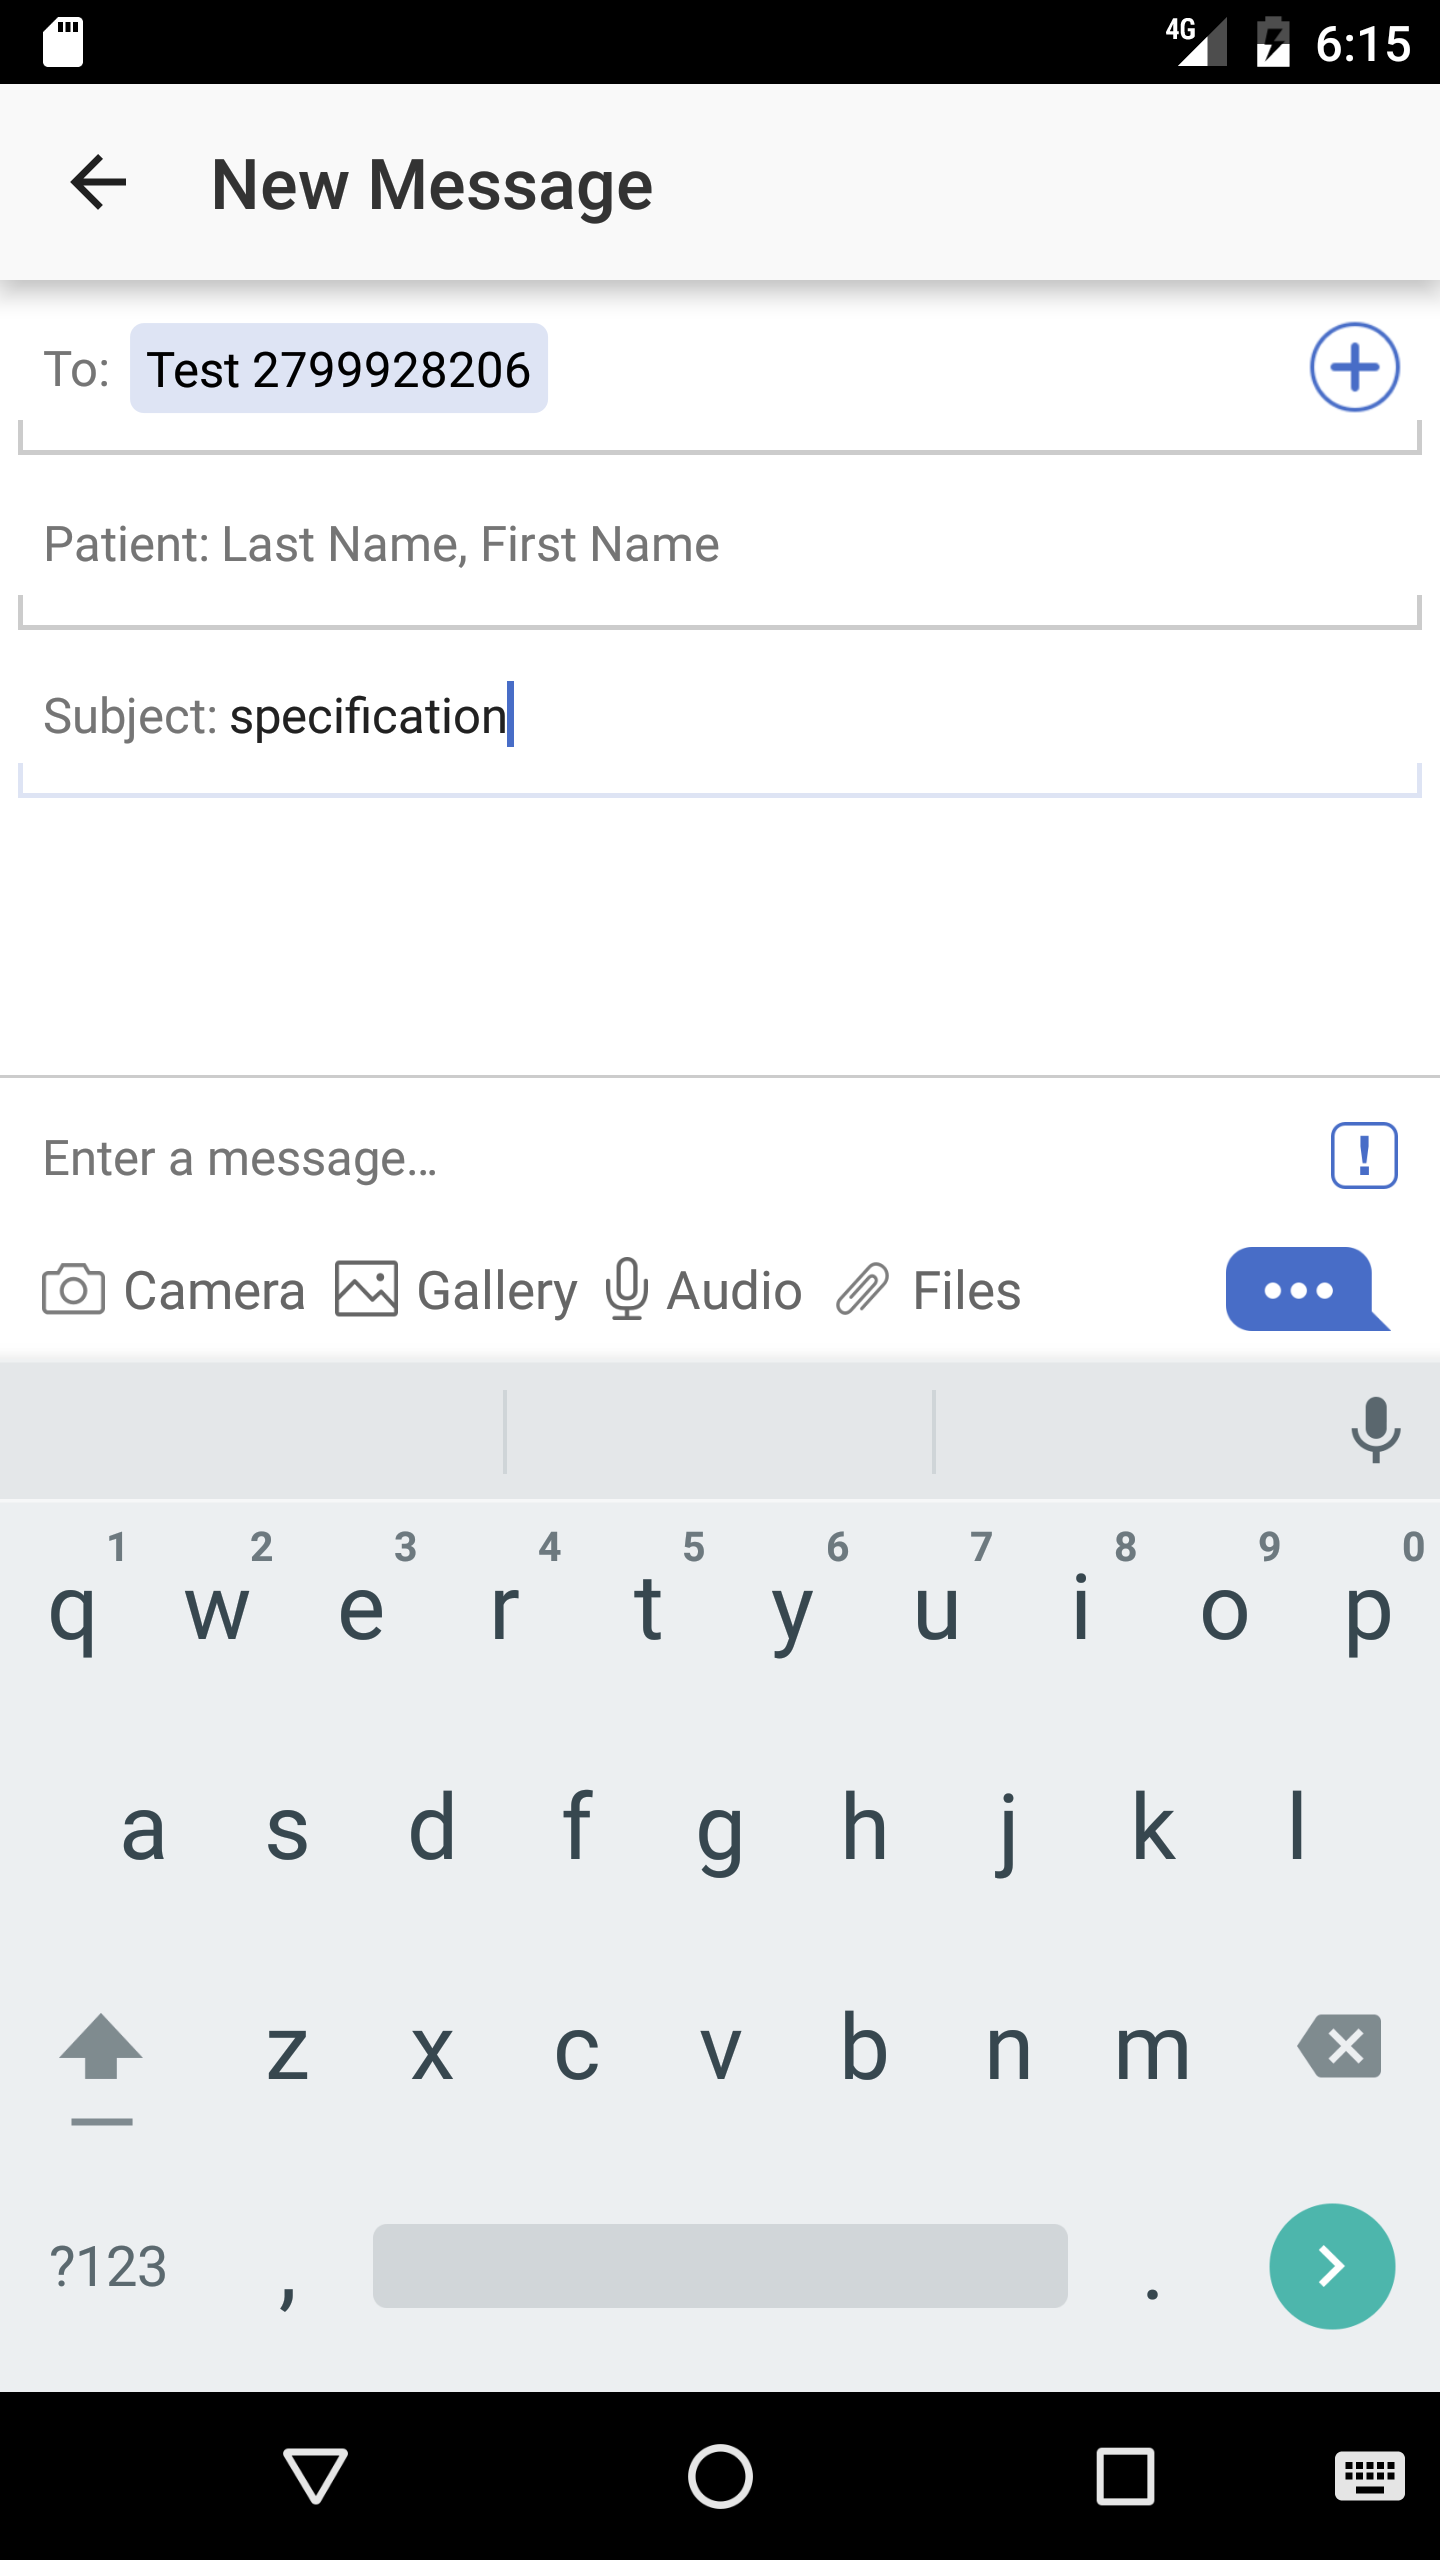 4G 6:15
New Message
To: Test 2799928206
Patient: Last Name, First Name
Subject: specification
Enter a message...
!
Camera Gallery Audio Files
1 2 3 4 5 6 7 8 9 0
q w e r t y u i o p
a s d f g h j k l
z x c v b n m
?123 , .